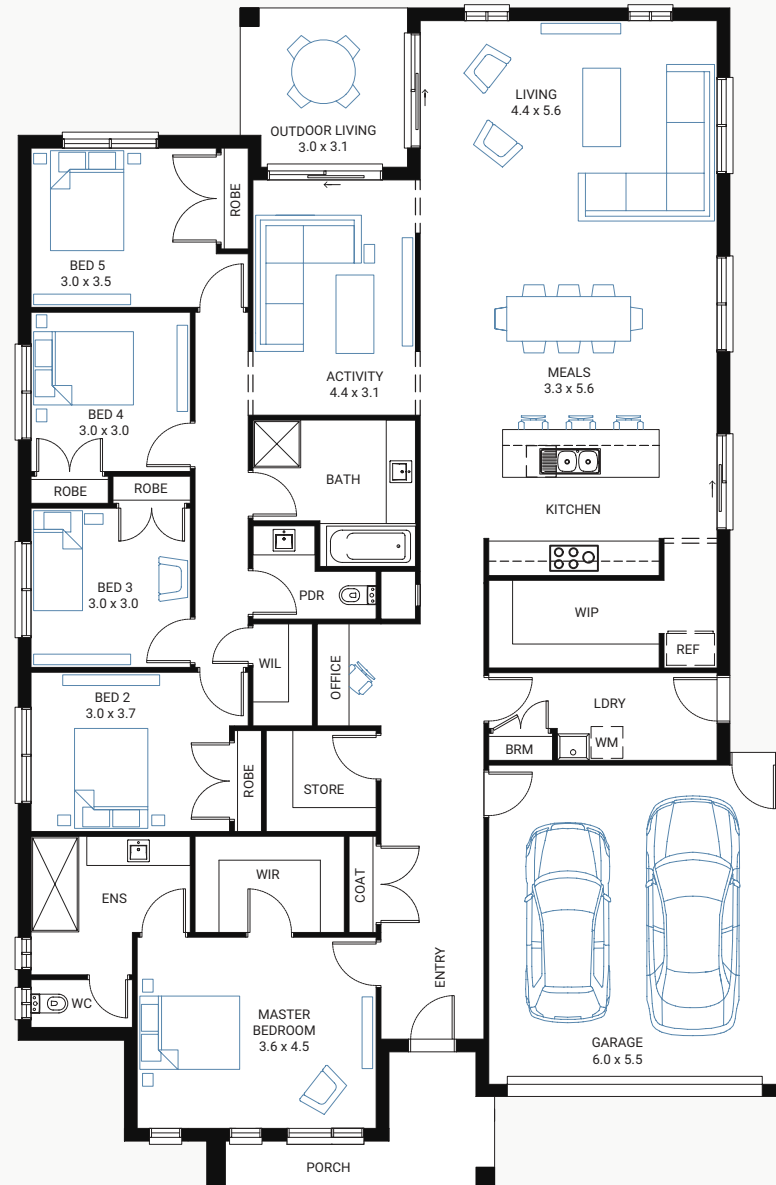 LIVING
4.4 x 5.6
OUTDOOR LIVING
3.0 x 3.1
ROBE
BED 5
3.0 x 3.5
ACTIVITY
4.4 x 3.1
MEALS
3.3 x 5.6
BED 4
3.0 x 3.0
ROBE
ROBE
BATH
KITCHEN
BED 3
3.0 x 3.0
PDR
WIP
REF
WIL
OFFICE
BED 2
3.0 x 3.7
LDRY
WM
BRM
ROBE
STORE
WIR
COAT
ENS
ENTRY
WC
MASTER
BEDROOM
3.6 x 4.5
GARAGE
6.0 x 5.5
PORCH